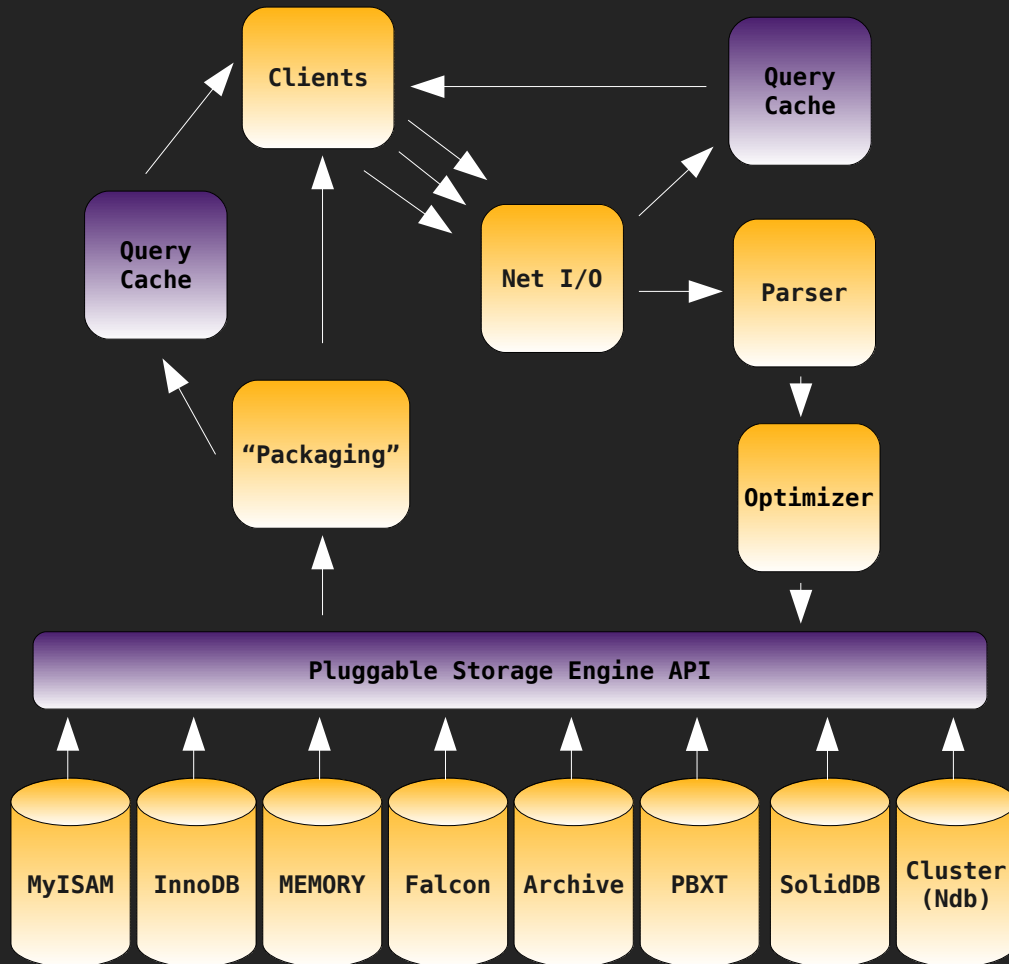 Clients
Query
Cache
Query
Cache
Net I/O
Parser
“Packaging”
Optimizer
Pluggable Storage Engine API
MyISAM
InnoDB
MEMORY
Falcon
Archive
PBXT
SolidDB
Cluster
(Ndb)